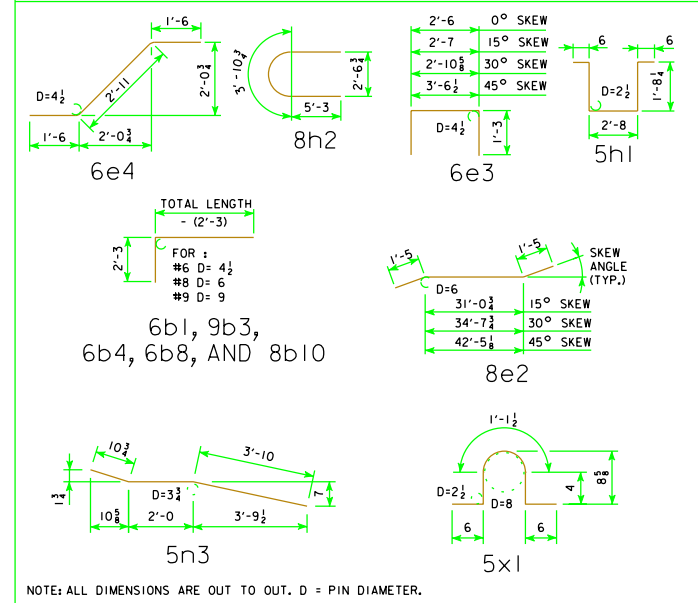 1'-6
D=4½
2'-11
2'-0¾
1'-6
2'-0¾
6e4
3'-10¾
2'-6¾
5'-3
8h2
2'-6 0° SKEW
2'-7 15° SKEW
2'-10⅝ 30° SKEW
3'-6½ 45° SKEW
D=4½
1'-3
6e3
6
6
D=2½
1'-8¼
2'-8
5h1
TOTAL LENGTH
- (2'-3)
2'-3
FOR :
#6 D= 4½
#8 D= 6
#9 D= 9
6b1, 9b3,
6b4, 6b8, AND 8b10
1'-5
1'-5
SKEW
ANGLE
(TYP.)
D=6
31'-0¾ 15° SKEW
34'-7¾ 30° SKEW
42'-5⅛ 45° SKEW
8e2
10¾
3'-10
1¾
D=3¾
7
10⅝
2'-0
3'-9½
5n3
1'-1½
D=2½
D=8
4
8⅝
6
6
5x1
NOTE: ALL DIMENSIONS ARE OUT TO OUT. D = PIN DIAMETER.